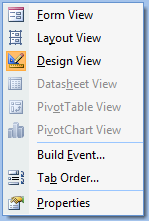 Form View
Layout View
Design View
Datasheet View
PivotTable View
PivotChart View
Build Event...
Tab Order...
Properties